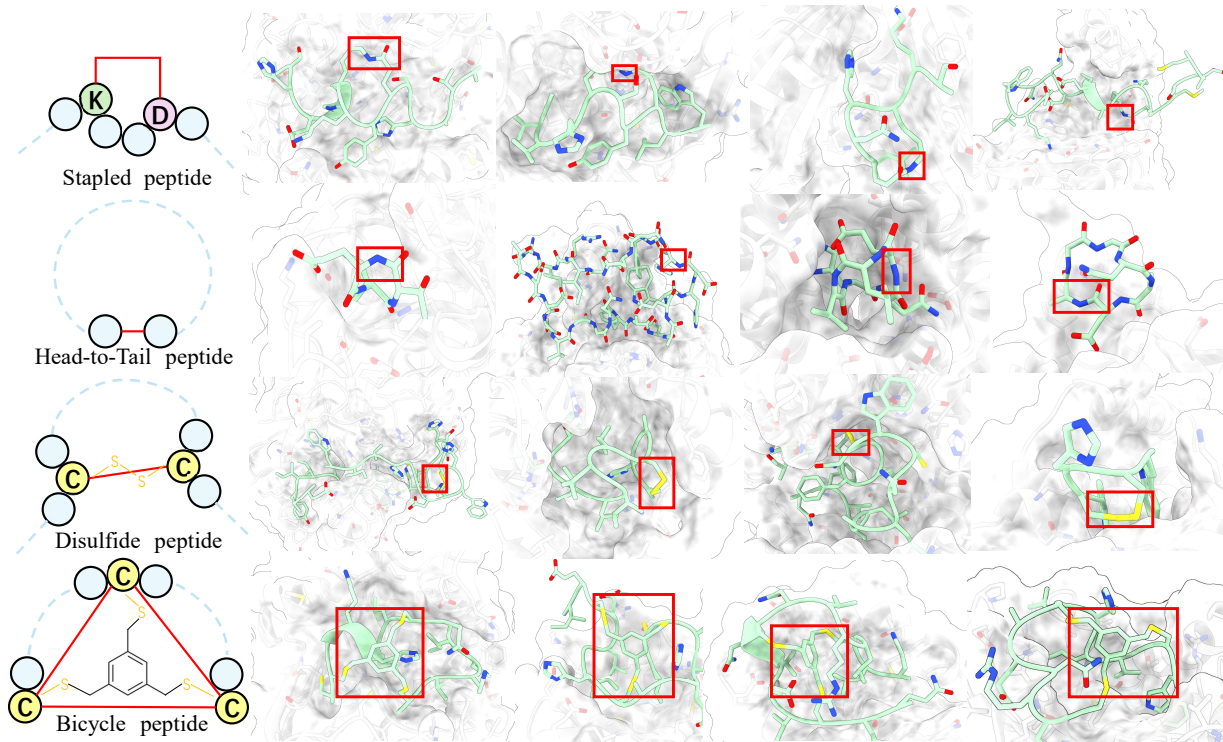 K
D
Stapled peptide
Head-to-Tail peptide
C
S
C
S
Disulfide peptide
C
S
S
S
C
C
Bicycle peptide